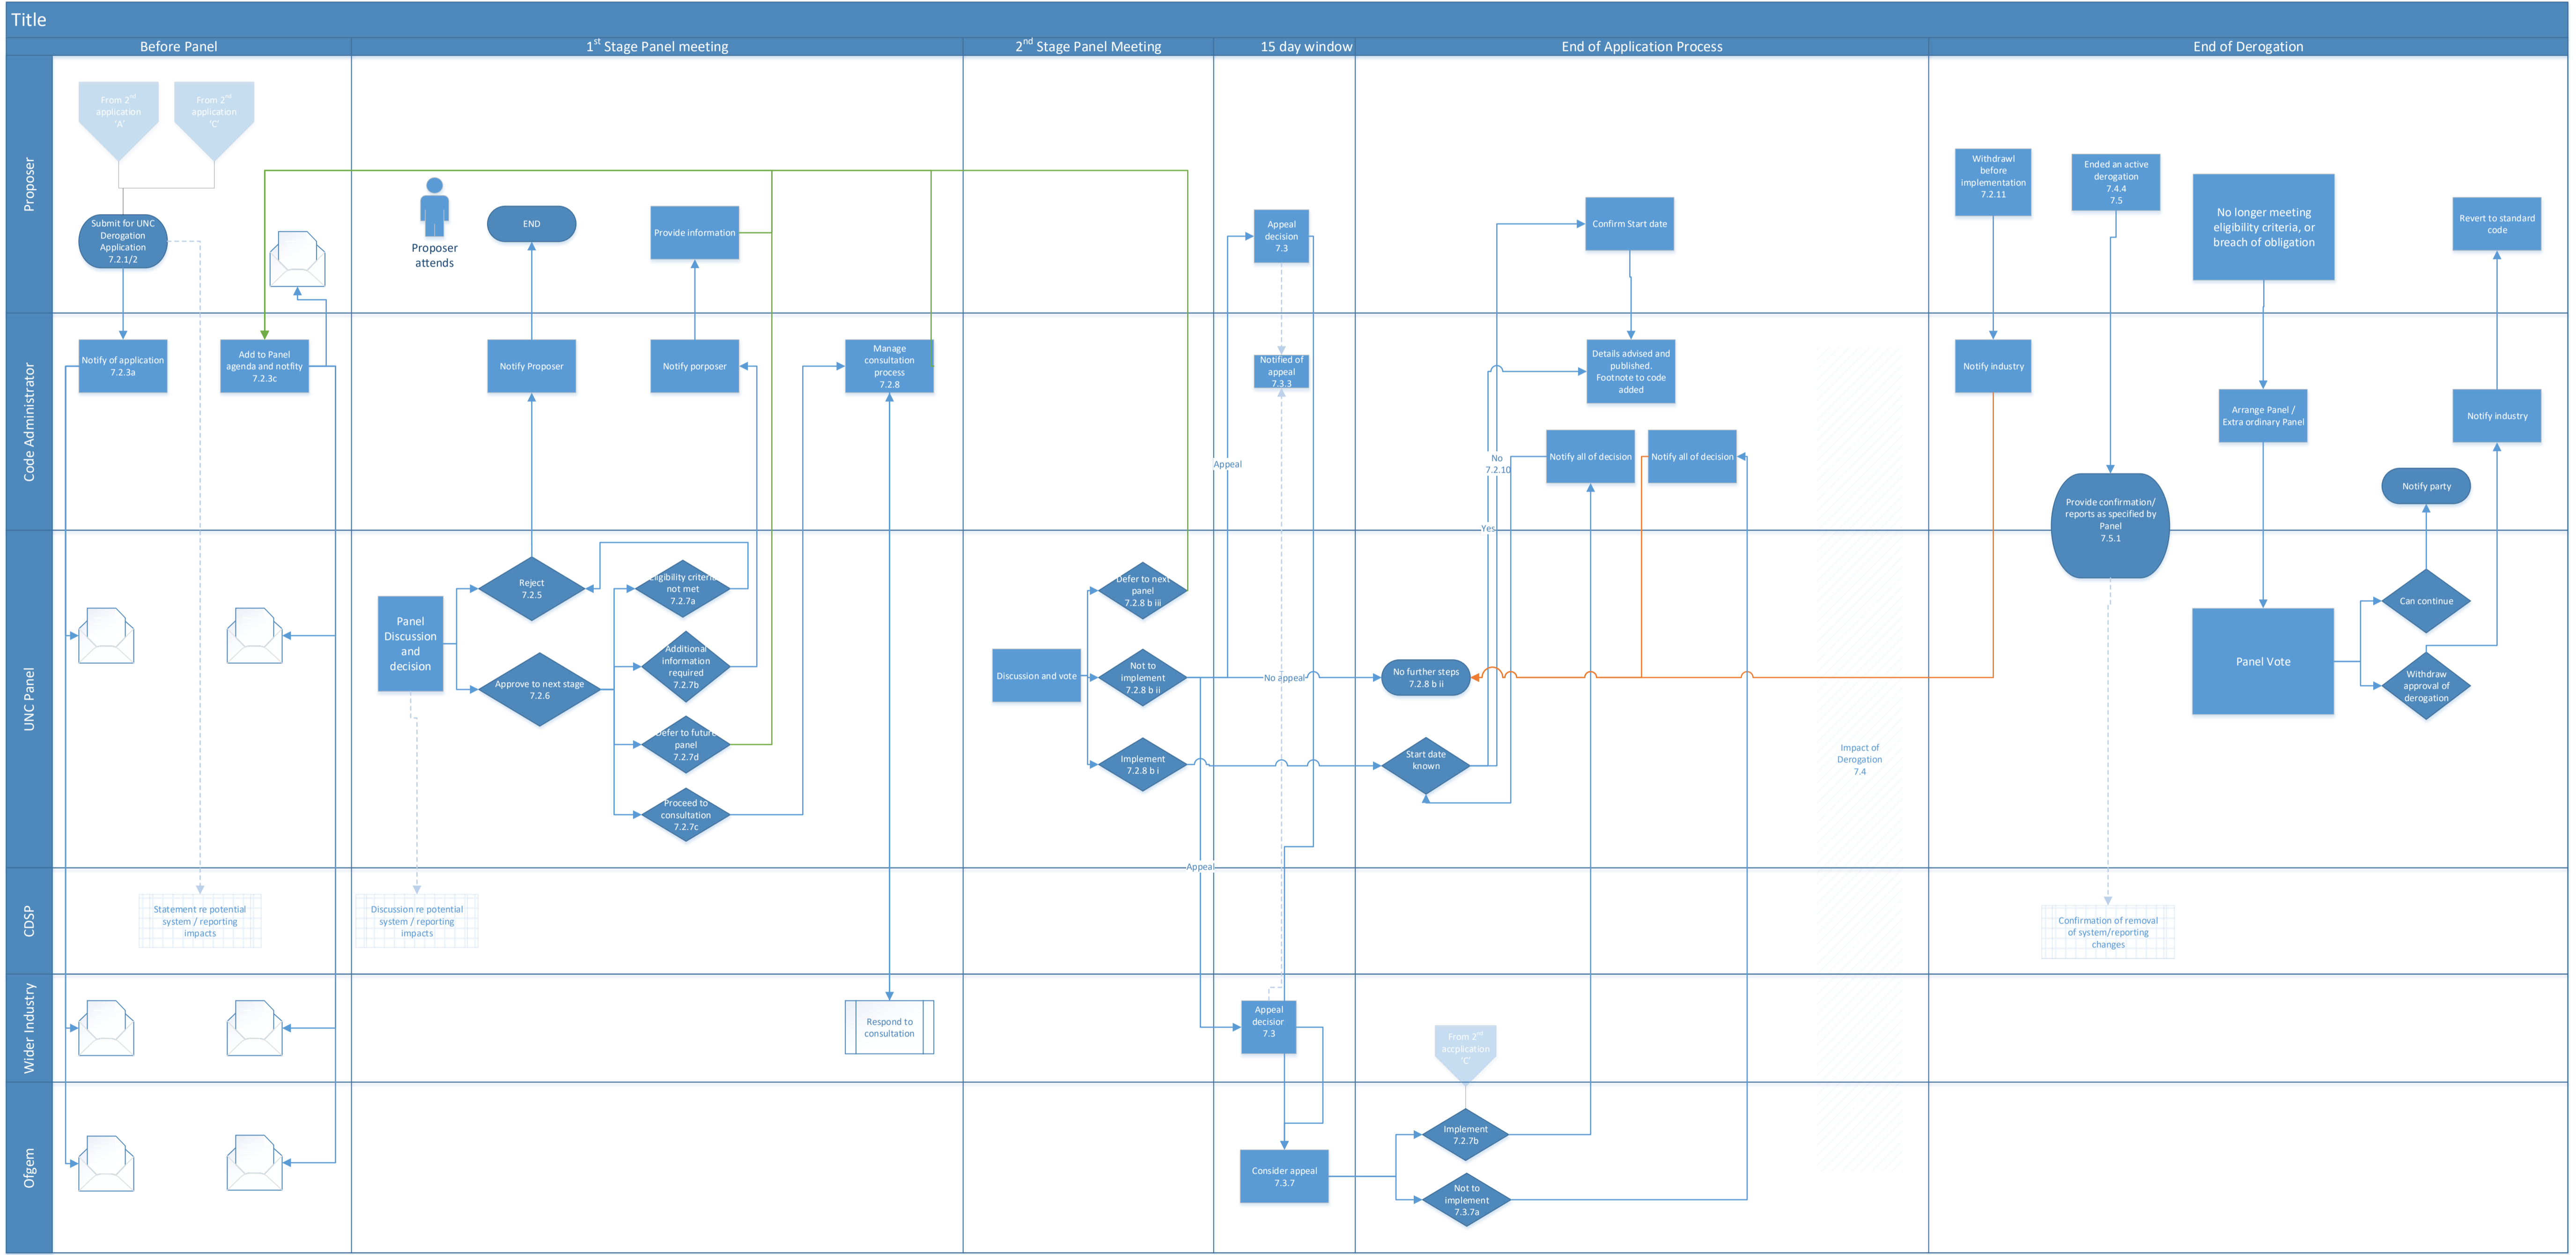 Title
Before Panel
1st Stage Panel meeting
2nd Stage Panel Meeting
15 day window
End of Application Process
End of Derogation
Proposer
From 2nd
application
'A'
From 2nd
application
'C'
Submit for UNC
Derogation
Application
7.2.1/2
Proposer
attends
END
Provide information
Appeal
decision
7.3
Confirm Start date
Withdrawl
before
implementation
7.2.11
Ended an active
derogation
7.4.4
7.5
No longer meeting
eligibility criteria, or
breach of obligation
Revert to standard
code
Code Administrator
Notify of application
7.2.3a
Add to Panel
agenda and notfity
7.2.3c
Notify Proposer
Notify porposer
Manage
consultation
process
7.2.8
Notified of
appeal
7.3.3
Details advised and
published.
Footnote to code
added
Notify industry
Arrange Panel /
Extra ordinary Panel
Notify industry
Appeal
No
7.2.10
Notify all of decision
Notify all of decision
Notify party
Provide confirmation/
reports as specified by
Panel
7.5.1
Yes
UNC Panel
Panel
Discussion
and
decision
Reject
7.2.5
Approve to next stage
7.2.6
Eligibility criteria
not met
7.2.7a
Additional
information
required
7.2.7b
Defer to future
panel
7.2.7d
Proceed to
consultation
7.2.7c
Discussion and vote
Defer to next
panel
7.2.8 b iii
Not to
implement
7.2.8 b ii
Implement
7.2.8 b i
No appeal
No further steps
7.2.8 b ii
Start date
known
Impact of
Derogation
7.4
Panel Vote
Can continue
Withdraw
approval of
derogation
Appeal
CDSP
Statement re potential
system / reporting
impacts
Discussion re potential
system / reporting
impacts
Confirmation of removal
of system/reporting
changes
Wider Industry
Respond to
consultation
Appeal
decision
7.3
From 2nd
accplication
'C'
Ofgem
Consider appeal
7.3.7
Implement
7.2.7b
Not to
implement
7.3.7a